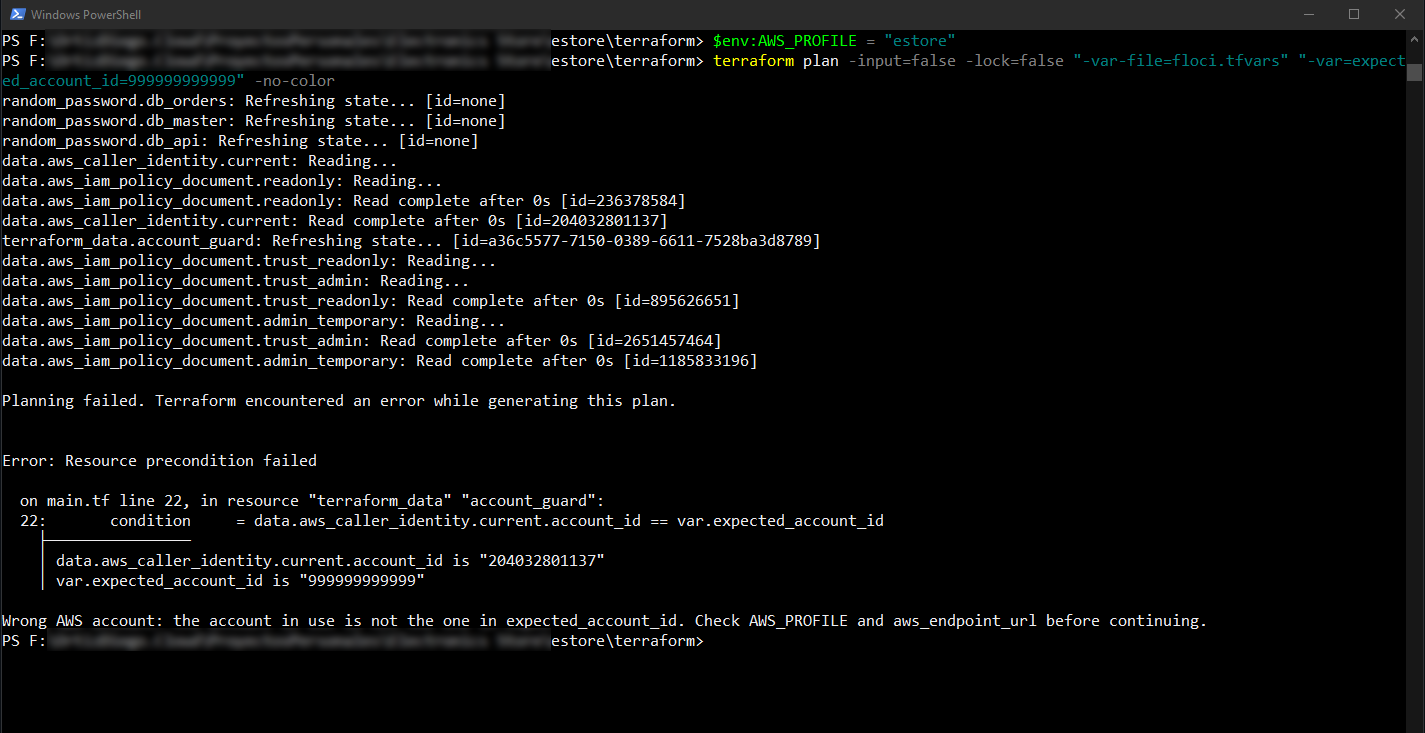 Windows PowerShell
PS F: estore\terraform> $env:AWS_PROFILE = "estore"
PS F: estore\terraform> terraform plan -input=false -lock=false "-var-file=floci.tfvars" "-var=expect
ed_account_id=999999999999" -no-color
random_password.db_orders: Refreshing state... [id=none]
random_password.db_master: Refreshing state... [id=none]
random_password.db_api: Refreshing state... [id=none]
data.aws_caller_identity.current: Reading...
data.aws_iam_policy_document.readonly: Reading...
data.aws_iam_policy_document.readonly: Read complete after 0s [id=236378584]
data.aws_caller_identity.current: Read complete after 0s [id=204032801137]
terraform_data.account_guard: Refreshing state... [id=a36c5577-7150-0389-6611-7528ba3d8789]
data.aws_iam_policy_document.trust_readonly: Reading...
data.aws_iam_policy_document.trust_admin: Reading...
data.aws_iam_policy_document.trust_readonly: Read complete after 0s [id=895626651]
data.aws_iam_policy_document.admin_temporary: Reading...
data.aws_iam_policy_document.trust_admin: Read complete after 0s [id=2651457464]
data.aws_iam_policy_document.admin_temporary: Read complete after 0s [id=1185833196]
Planning failed. Terraform encountered an error while generating this plan.
Error: Resource precondition failed
on main.tf line 22, in resource "terraform_data" "account_guard":
22: condition = data.aws_caller_identity.current.account_id == var.expected_account_id
data.aws_caller_identity.current.account_id is "204032801137"
var.expected_account_id is "999999999999"
Wrong AWS account: the account in use is not the one in expected_account_id. Check AWS_PROFILE and aws_endpoint_url before continuing.
PS F: estore\terraform>